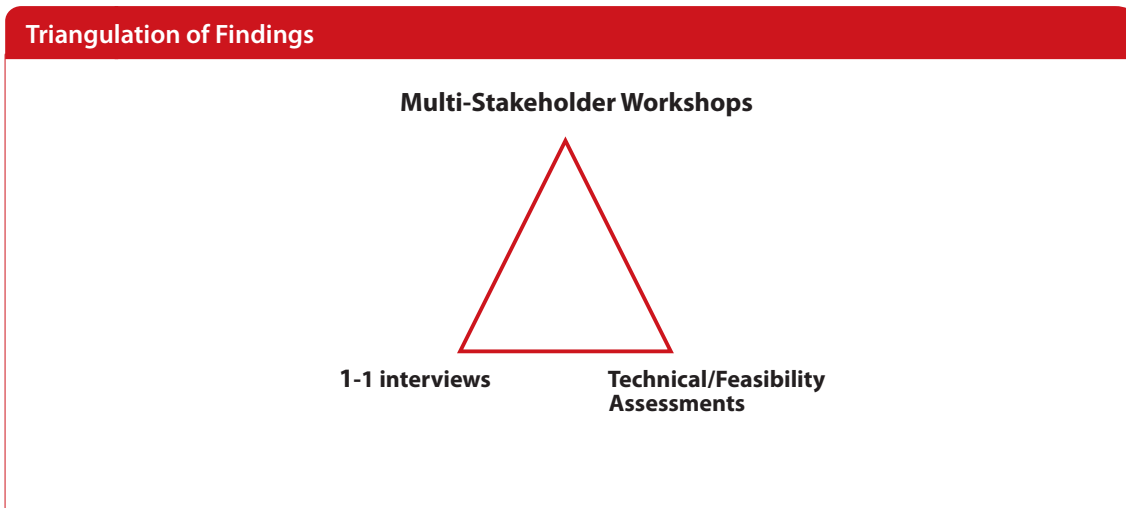 Triangulation of Findings
Multi-Stakeholder Workshops
1-1 interviews
Technical/Feasibility
Assessments